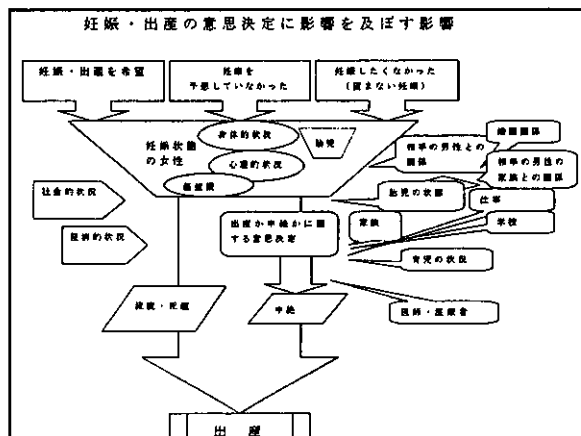 妊娠・出産の意思決定に影響を及ぼす影響
妊娠・出産を希望
妊娠を
予想していなかった
妊娠したくなかった
(望まない妊娠)
妊娠状態
の女性
身体的状況
胎児
心理的状況
相手の男性との
関係
婚姻関係
相手の男性の
家族との関係
社会的状況
経済的状況
胎児の状態
仕事
家族
学校
出産か中絶かに関
する意思決定
育児の状況
流産・死産
中絶
医師・医療者
出産